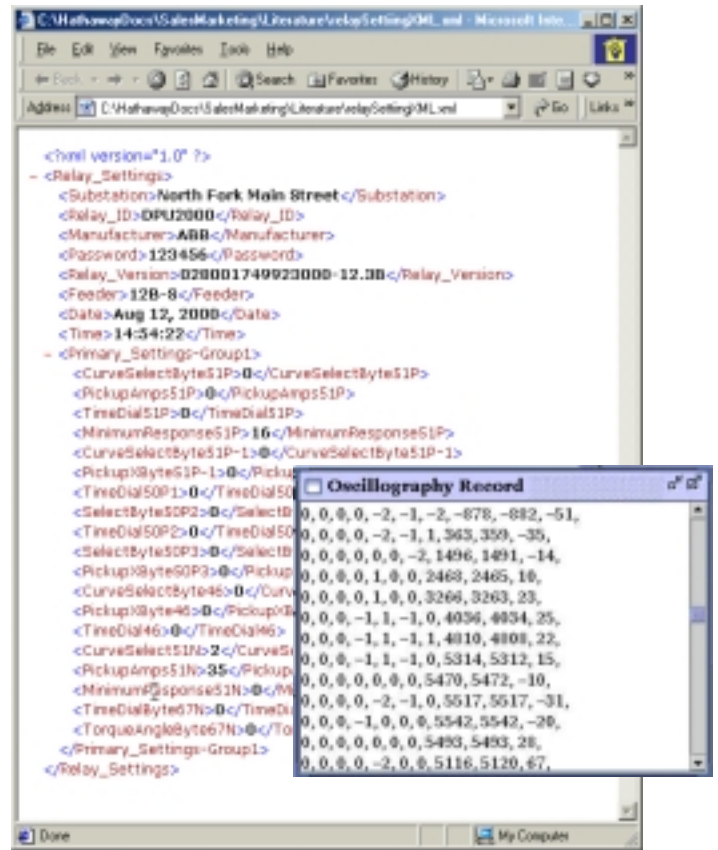 C:\HathawayDocs\SalesMarketing\Literature\relaySettingXML.xml - Microsoft Inte...
File Edit View Favorites Tools Help
Back Search Favorites History »
Address C:\HathawayDocs\SalesMarketing\Literature\relaySettingXML.xml Go Links »
<?xml version="1.0" ?>
- <Relay_Settings>
<Substation>North Fork Main Street</Substation>
<Relay_ID>DPU2000</Relay_ID>
<Manufacturer>ABB</Manufacturer>
<Password>123456</Password>
<Relay_Version>028001749923000-12.3B</Relay_Version>
<Feeder>12B-8</Feeder>
<Date>Aug 12, 2000</Date>
<Time>14:54:22</Time>
- <Primary_Settings-Group1>
<CurveSelectByte51P>0</CurveSelectByte51P>
<PickupAmps51P>0</PickupAmps51P>
<TimeDial51P>0</TimeDial51P>
<MinimumResponse51P>16</MinimumResponse51P>
<CurveSelectByte51P-1>0</CurveSelectByte51P-1>
<PickupXByte51P-1>0</Pickup
<TimeDial50P1>0</TimeDial50
<SelectByte50P2>0</SelectB
<TimeDial50P2>0</TimeDial50
<SelectByte50P3>0</SelectB
<PickupXByte50P3>0</Pickup
<CurveSelectByte46>0</Curv
<PickupXByte46>0</PickupXB
<TimeDial46>0</TimeDial46>
<CurveSelect51N>2</CurveS
<PickupAmps51N>35</Pickup
<MinimumResponse51N>0</Mi
<TimeDialByte67N>0</TimeDi
<TorqueAngleByte67N>0</To
</Primary_Settings-Group1>
</Relay_Settings>
Oscillography Record
0, 0, 0, 0, -2, -1, -2, -878, -882, -51,
0, 0, 0, 0, -2, -1, 1, 363, 359, -35,
0, 0, 0, 0, 0, 0, -2, 1496, 1491, -14,
0, 0, 0, 0, 1, 0, 0, 2468, 2465, 10,
0, 0, 0, 0, 1, 0, 0, 3266, 3263, 23,
0, 0, 0, -1, 1, -1, 0, 4036, 4034, 25,
0, 0, 0, -1, 1, -1, 1, 4810, 4808, 22,
0, 0, 0, -1, 1, -1, 0, 5314, 5312, 15,
0, 0, 0, 0, 0, 0, 0, 5470, 5472, -10,
0, 0, 0, 0, -2, -1, 0, 5517, 5517, -31,
0, 0, 0, -1, 0, 0, 0, 5542, 5542, -20,
0, 0, 0, 0, 0, 0, 0, 5493, 5493, 28,
0, 0, 0, 0, -2, 0, 0, 5116, 5120, 67,
Done My Computer